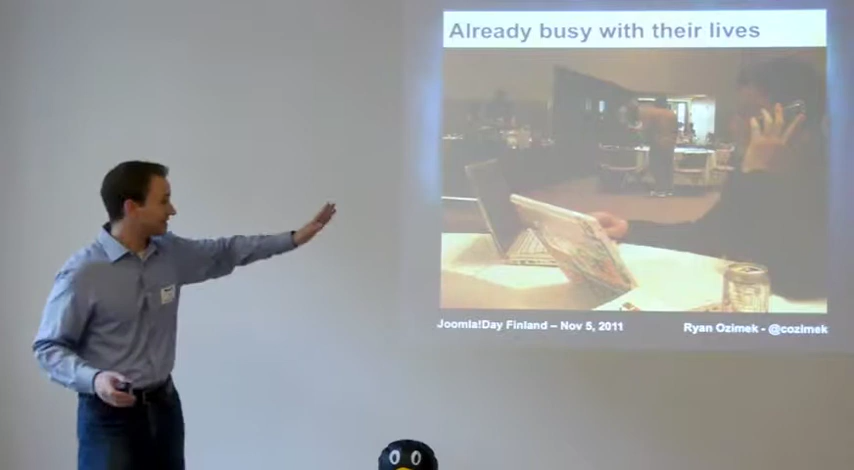 Already busy with their lives
Joomla!Day Finland – Nov 5, 2011
Ryan Ozimek - @cozimek